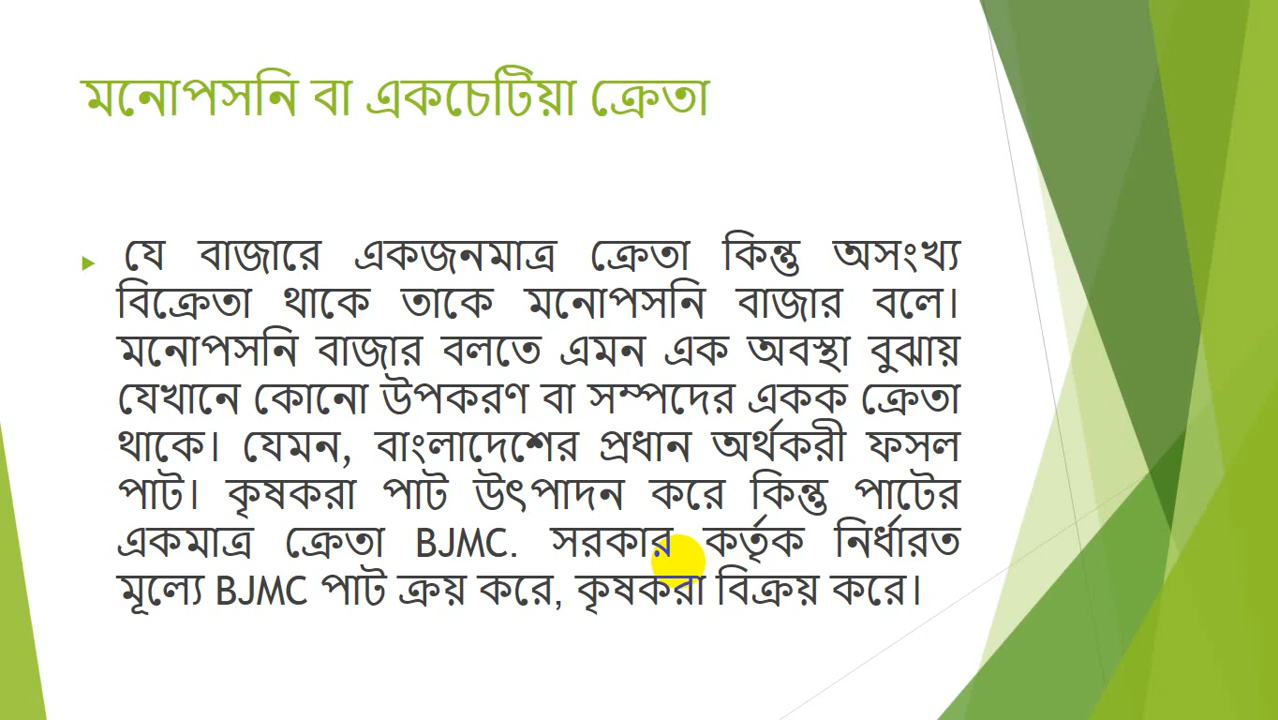 মনোপসনি বা একচেটিয়া ক্রেতা
যে বাজারে একজনমাত্র ক্রেতা কিন্তু অসংখ্য
বিক্রেতা থাকে তাকে মনোপসনি বাজার বলে।
মনোপসনি বাজার বলতে এমন এক অবস্থা বুঝায়
যেখানে কোনো উপকরণ বা সম্পদের একক ক্রেতা
থাকে। যেমন, বাংলাদেশের প্রধান অর্থকরী ফসল
পাট। কৃষকরা পাট উৎপাদন করে কিন্তু পাটের
একমাত্র ক্রেতা BJMC. সরকার কর্তৃক নির্ধারত
মূল্যে BJMC পাট ক্রয় করে, কৃষকরা বিক্রয় করে।